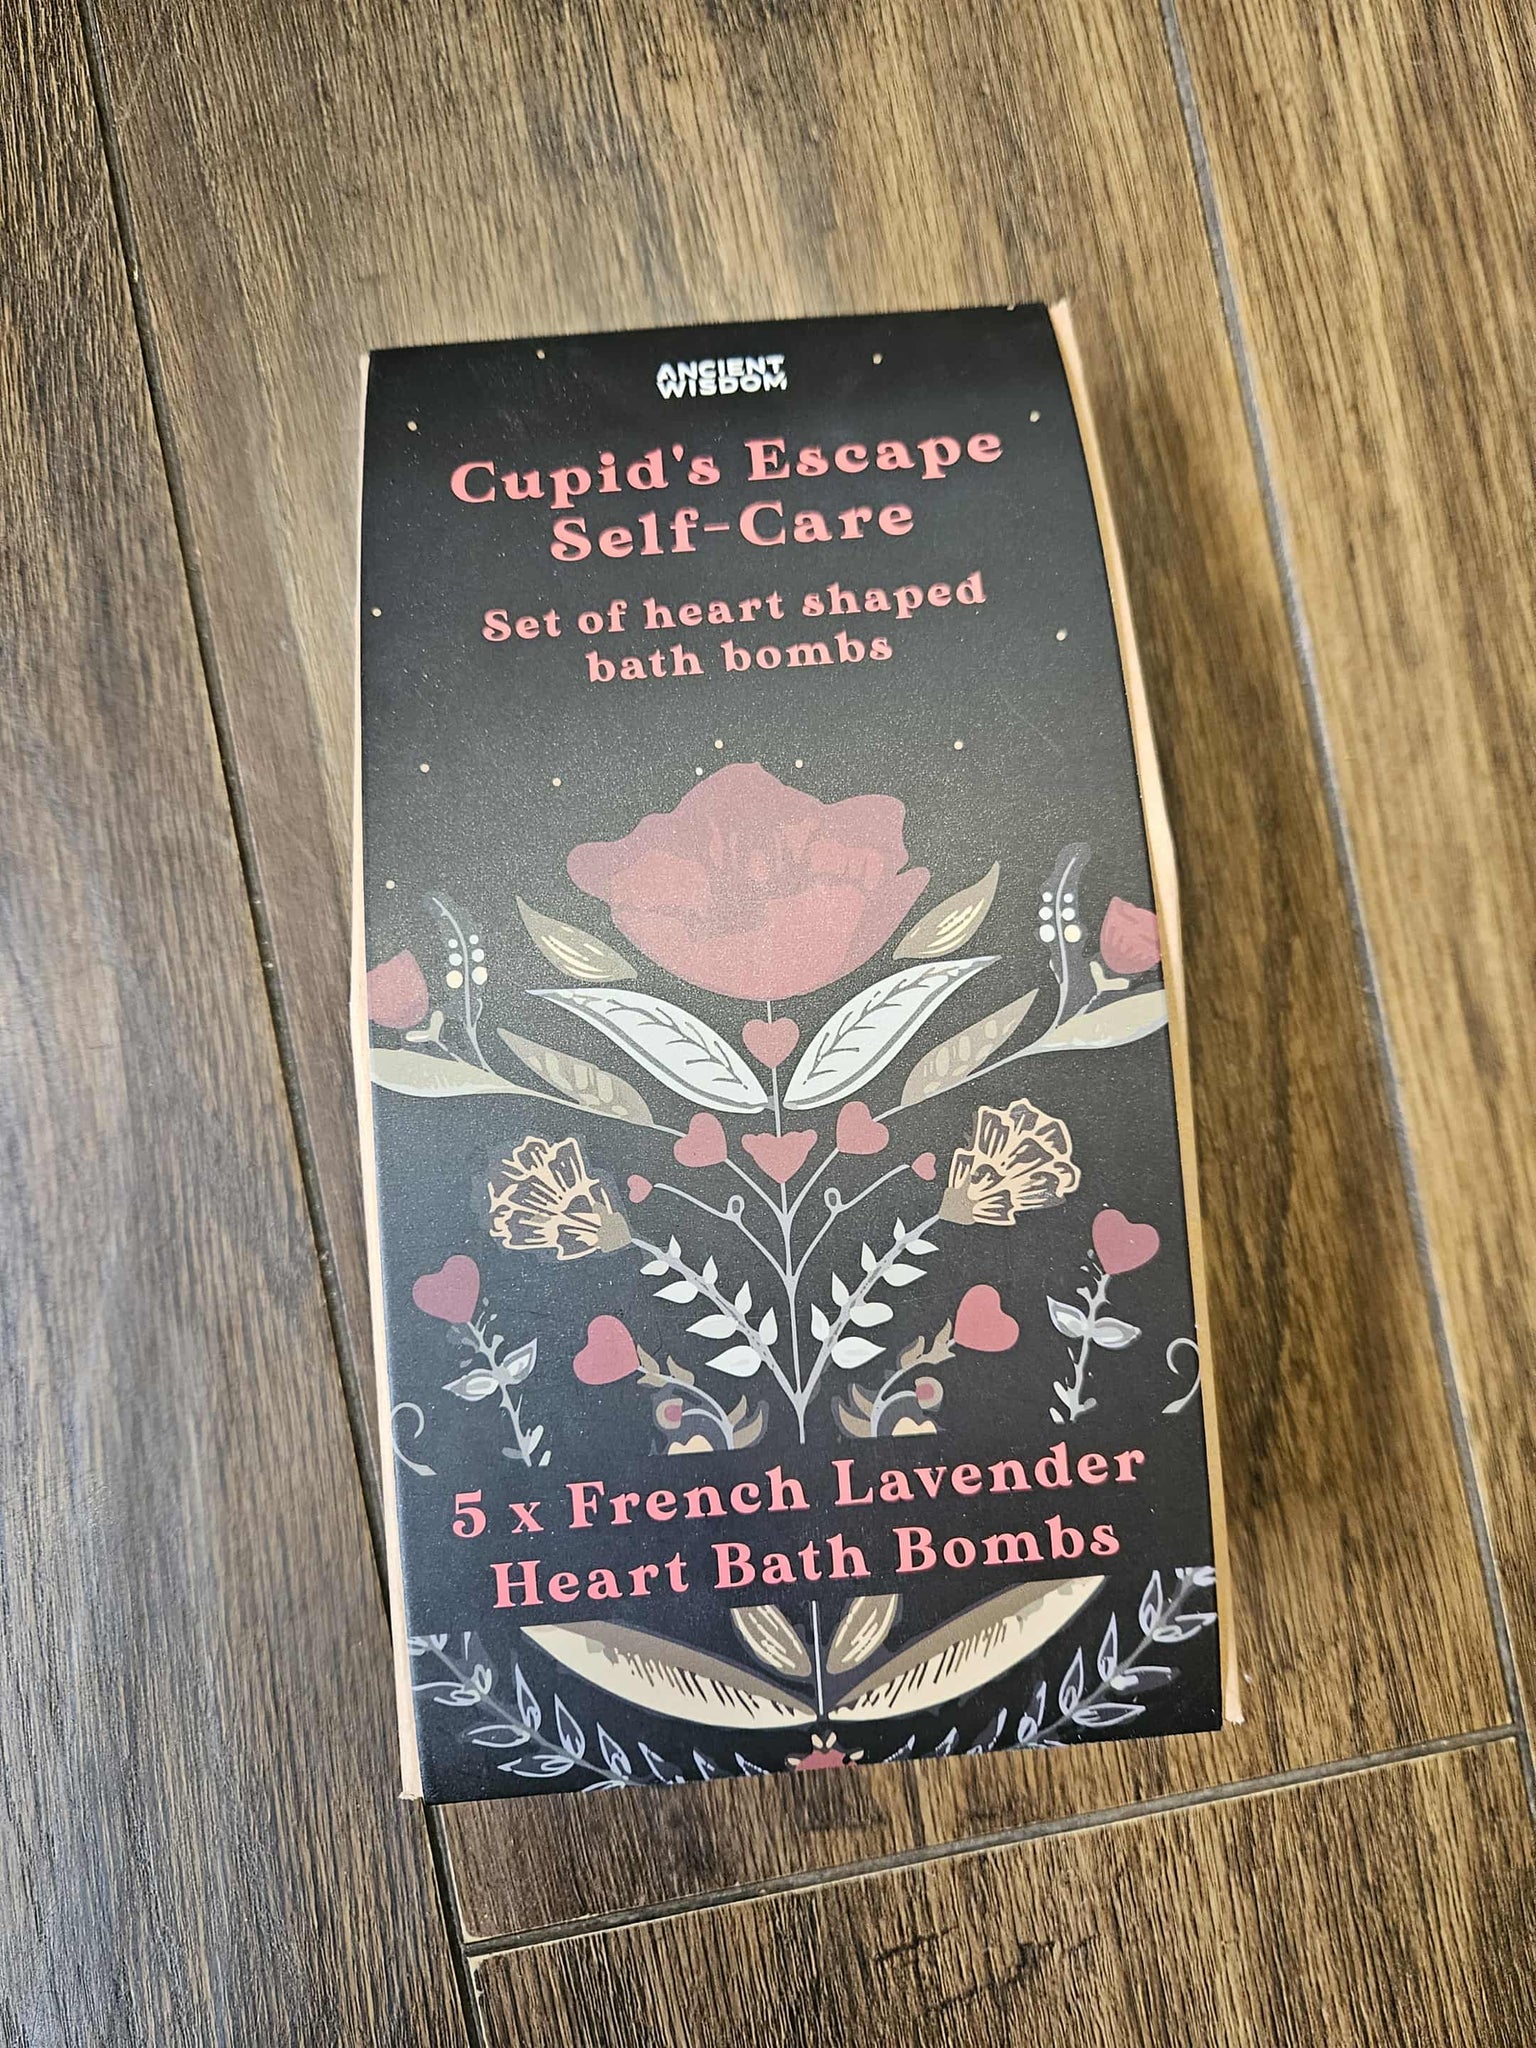 ANCIENT
WISDOM
Cupid's Escape
Self-Care
Set of heart shaped
bath bombs
5 x French Lavender
Heart Bath Bombs